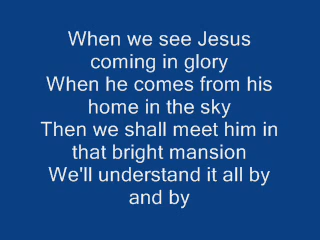 When we see Jesus
coming in glory
When he comes from his
home in the sky
Then we shall meet him in
that bright mansion
We'll understand it all by
and by